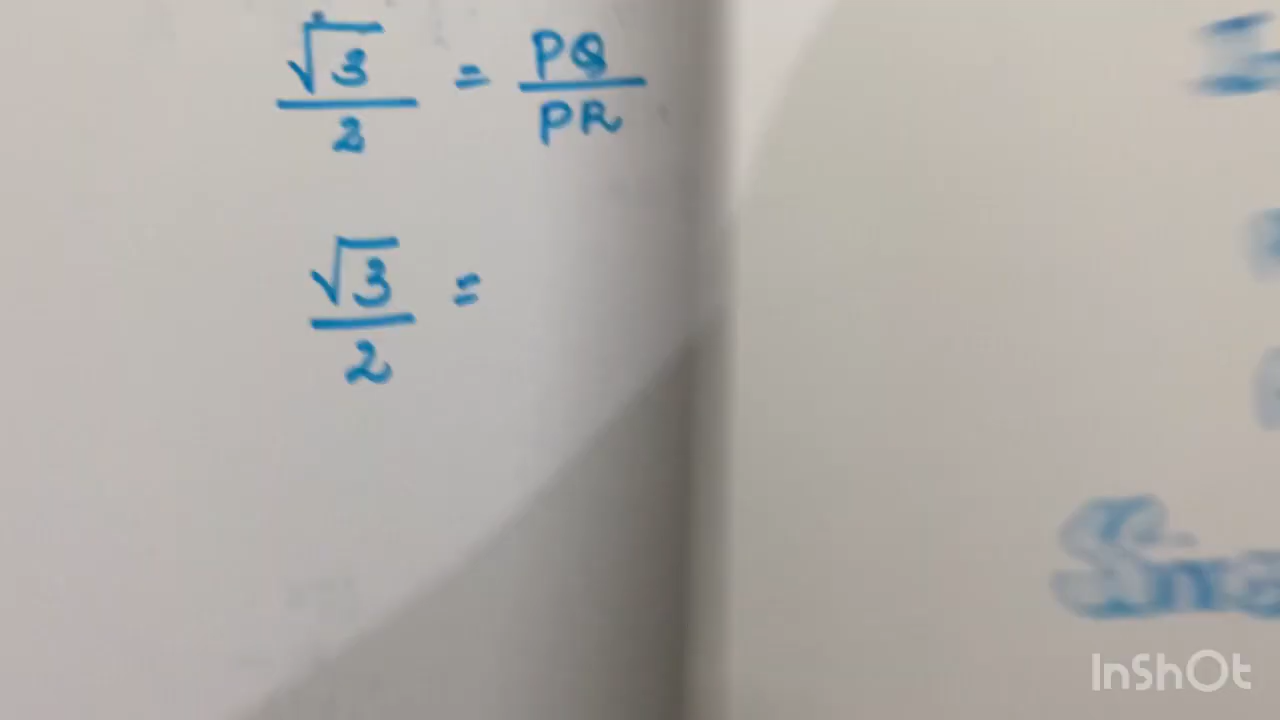 √3/2 = PQ/PR
√3/2 =
InShOt